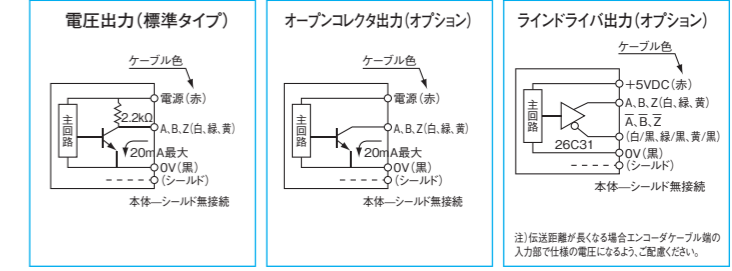 電圧出力(標準タイプ)
ケーブル色
電源(赤)
2.2kΩ
主回路
A、B、Z(白、緑、黄)
20mA最大
0V(黒)
(シールド)
本体―シールド無接続
オープンコレクタ出力(オプション)
ケーブル色
電源(赤)
主回路
A、B、Z(白、緑、黄)
20mA最大
0V(黒)
(シールド)
本体―シールド無接続
ラインドライバ出力(オプション)
ケーブル色
+5VDC(赤)
主回路
A、B、Z(白、緑、黄)
A̅、B̅、Z̅
(白/黒、緑/黒、黄/黒)
26C31
0V(黒)
(シールド)
本体―シールド無接続
注)伝送距離が長くなる場合エンコーダケーブル端の
入力部で仕様の電圧になるよう、ご配慮ください。